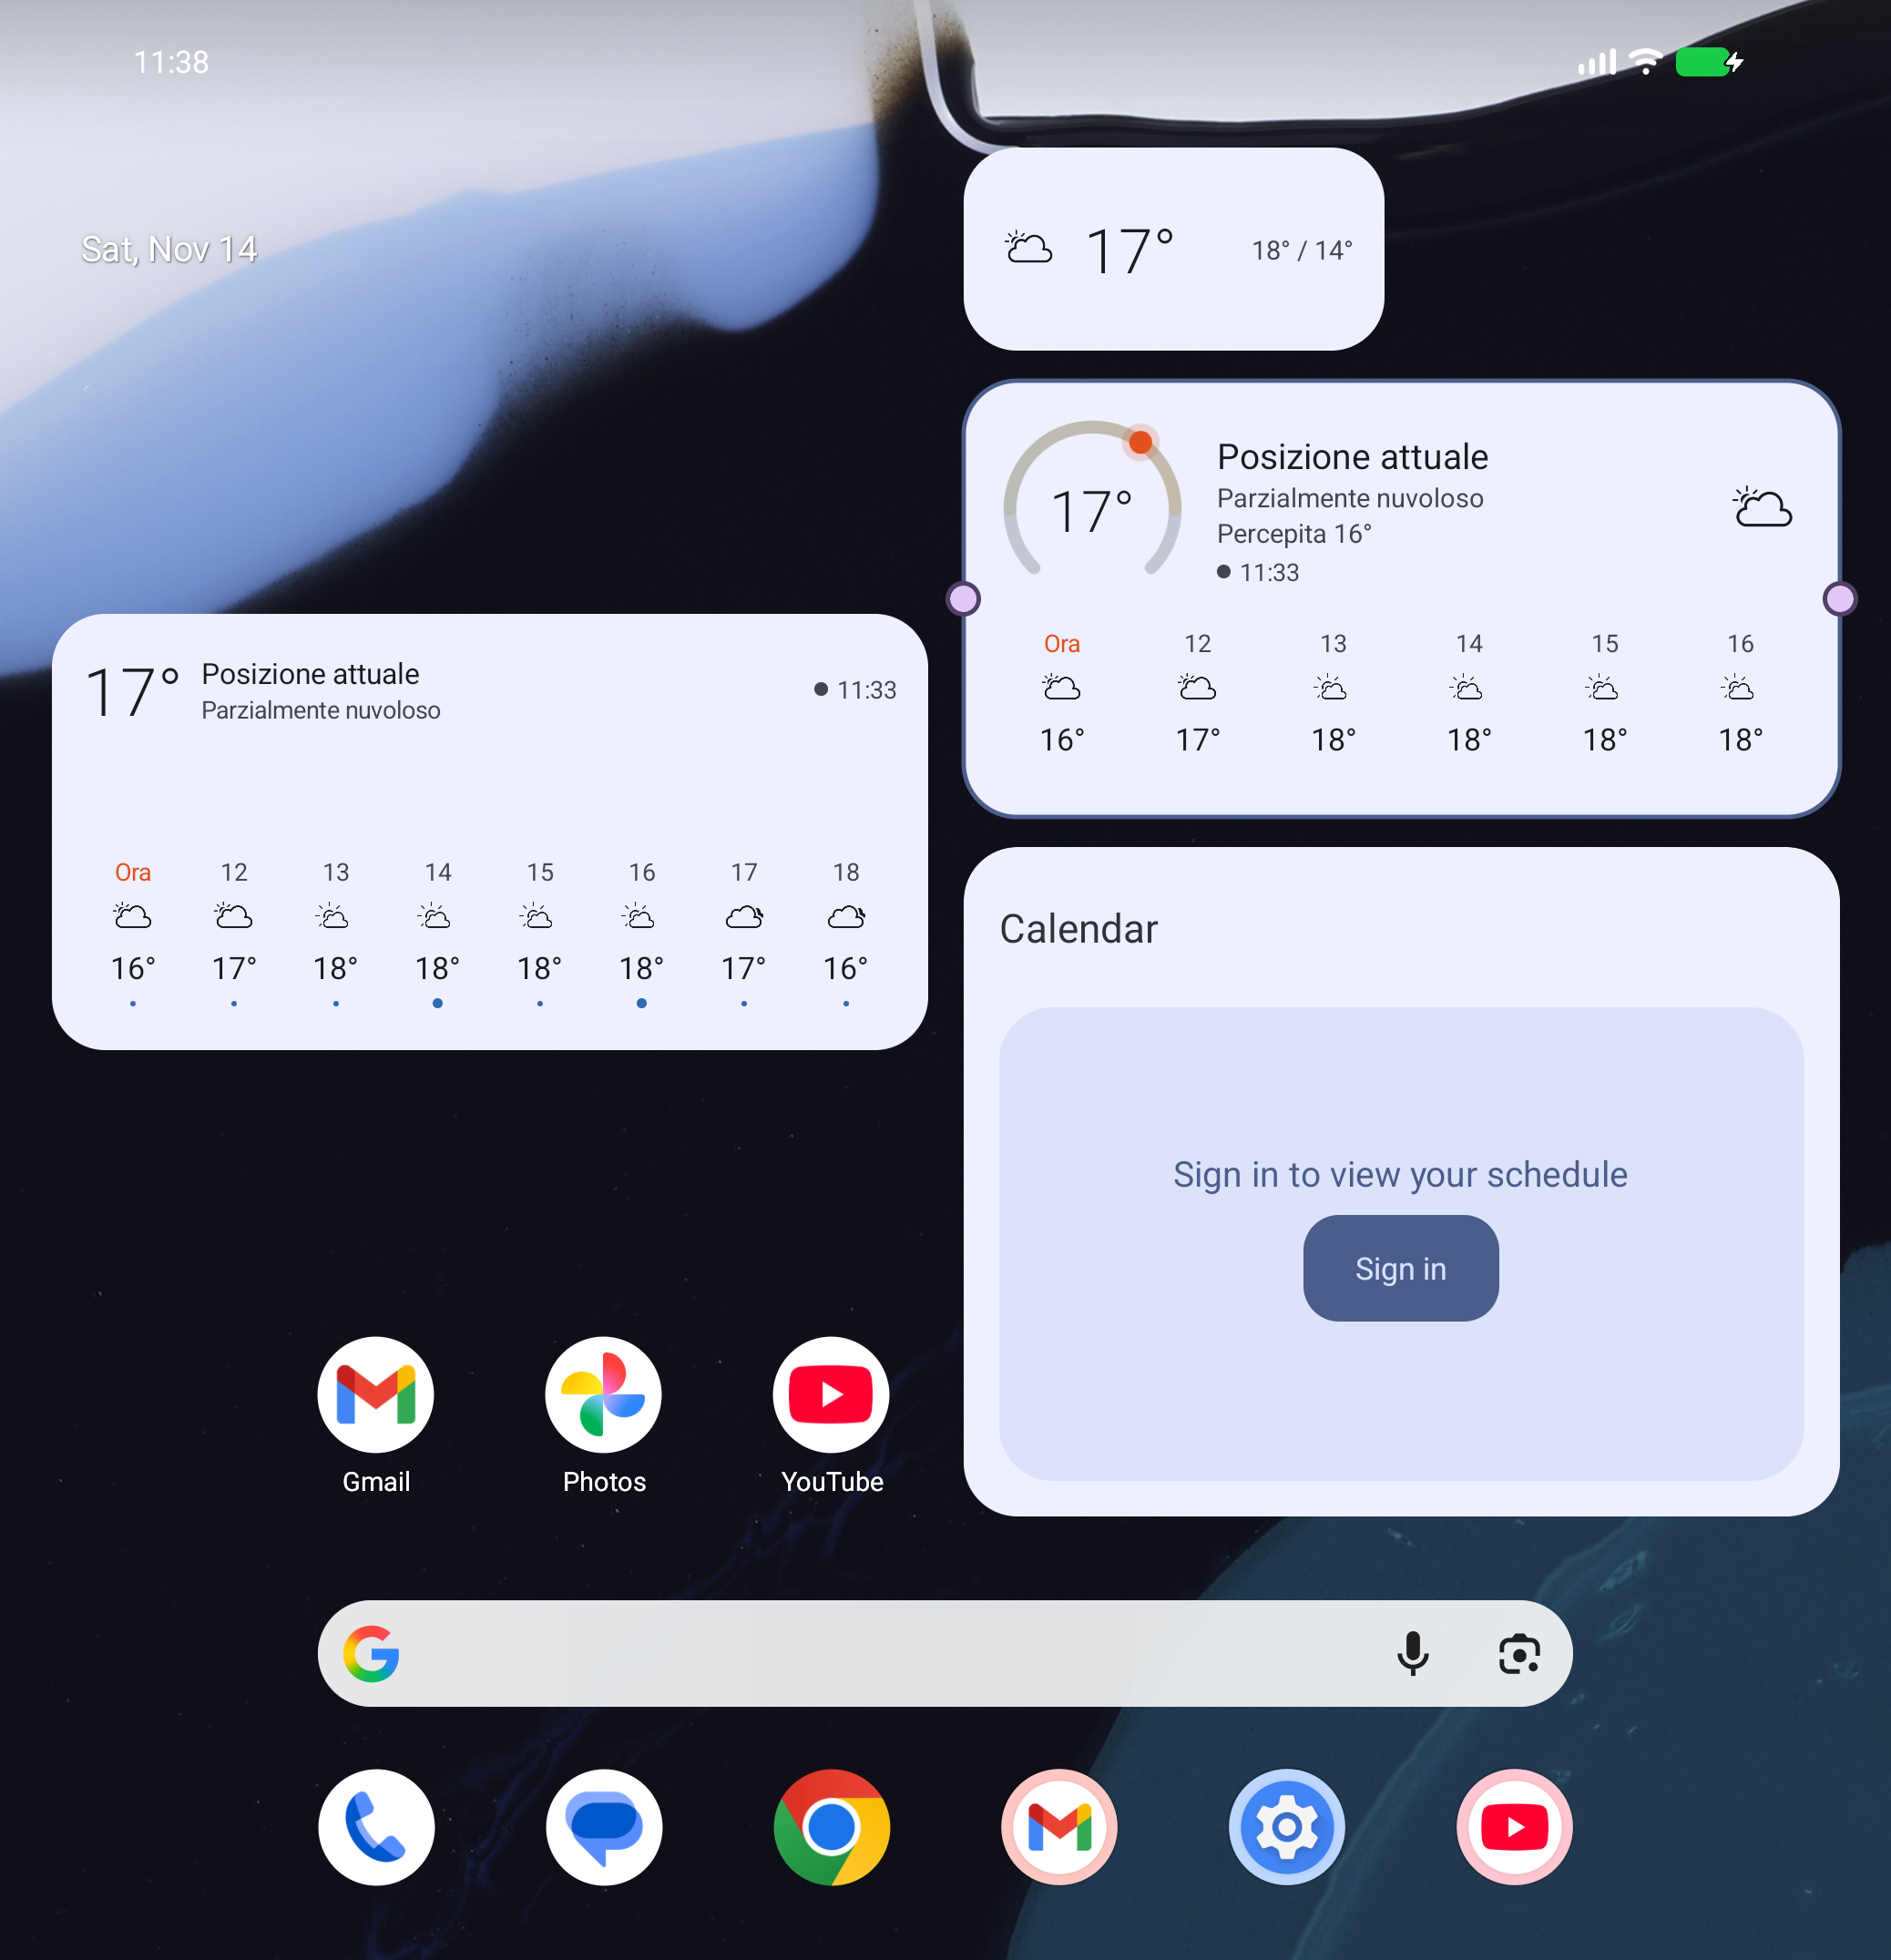 11:38
Sat, Nov 14
17°
18° / 14°
17°
Posizione attuale
Parzialmente nuvoloso
Percepita 16°
11:33
Ora 12 13 14 15 16
16° 17° 18° 18° 18° 18°
17°
Posizione attuale
Parzialmente nuvoloso
11:33
Ora 12 13 14 15 16 17 18
16° 17° 18° 18° 18° 18° 17° 16°
Calendar
Sign in to view your schedule
Sign in
Gmail
Photos
YouTube